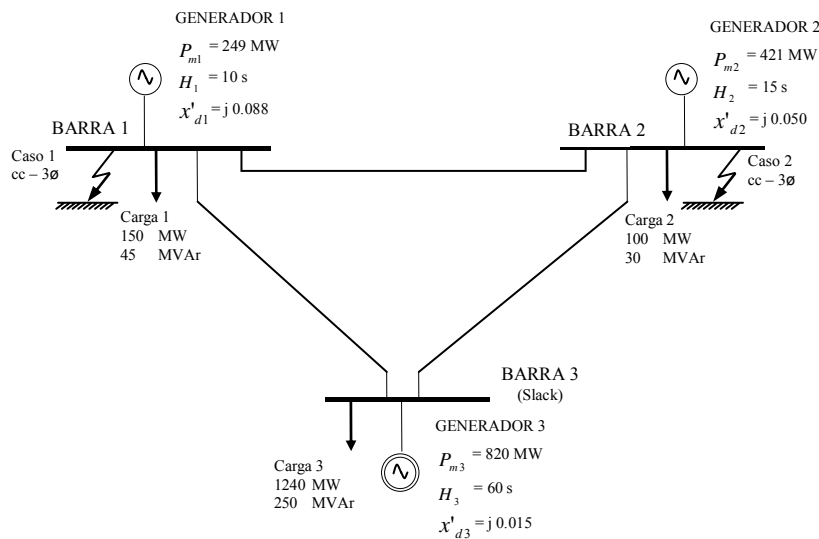 GENERADOR 1
P_m1 = 249 MW
H_1 = 10 s
x'_d1 = j 0.088
GENERADOR 2
P_m2 = 421 MW
H_2 = 15 s
x'_d2 = j 0.050
BARRA 1
BARRA 2
Caso 1
cc – 3ø
Carga 1
150 MW
45 MVAr
Carga 2
100 MW
30 MVAr
Caso 2
cc – 3ø
BARRA 3
(Slack)
GENERADOR 3
P_m3 = 820 MW
H_3 = 60 s
x'_d3 = j 0.015
Carga 3
1240 MW
250 MVAr